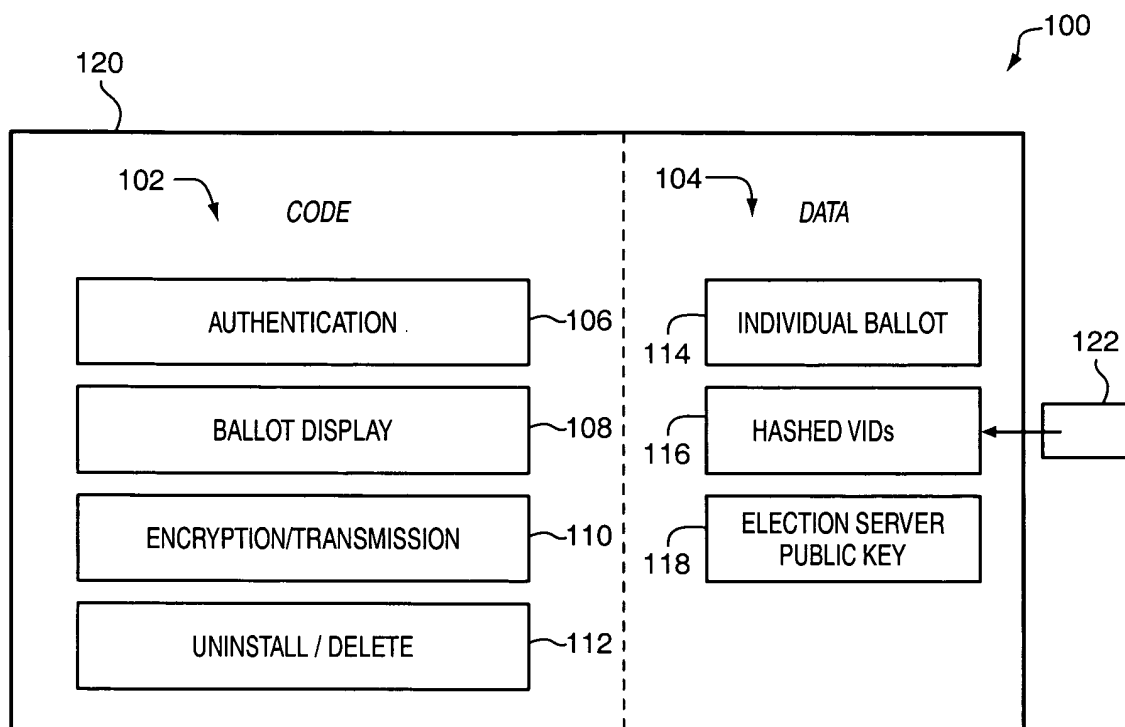 100
120
102
CODE
104
DATA
AUTHENTICATION
106
INDIVIDUAL BALLOT
114
122
BALLOT DISPLAY
108
HASHED VIDs
116
ENCRYPTION/TRANSMISSION
110
ELECTION SERVER
PUBLIC KEY
118
UNINSTALL / DELETE
112